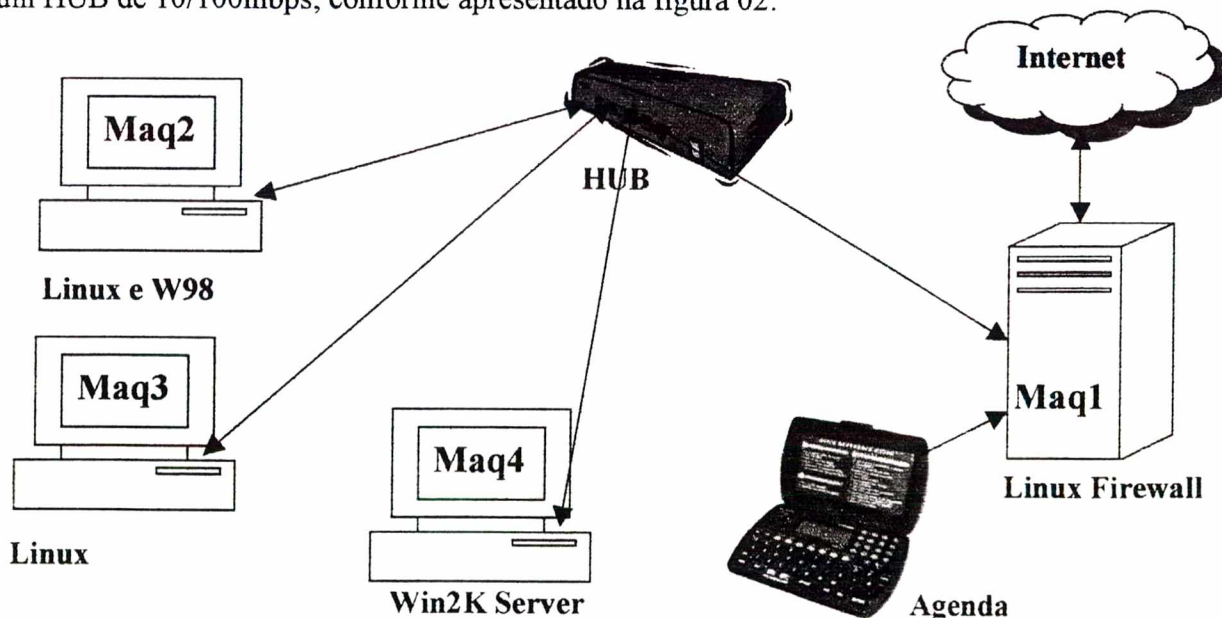 um HUB de 10/100mbps, conforme apresentado na figura 02.
Internet
Maq2
HUB
Linux e W98
Maq3
Maq1
Maq4
Linux Firewall
Linux
Win2K Server
Agenda